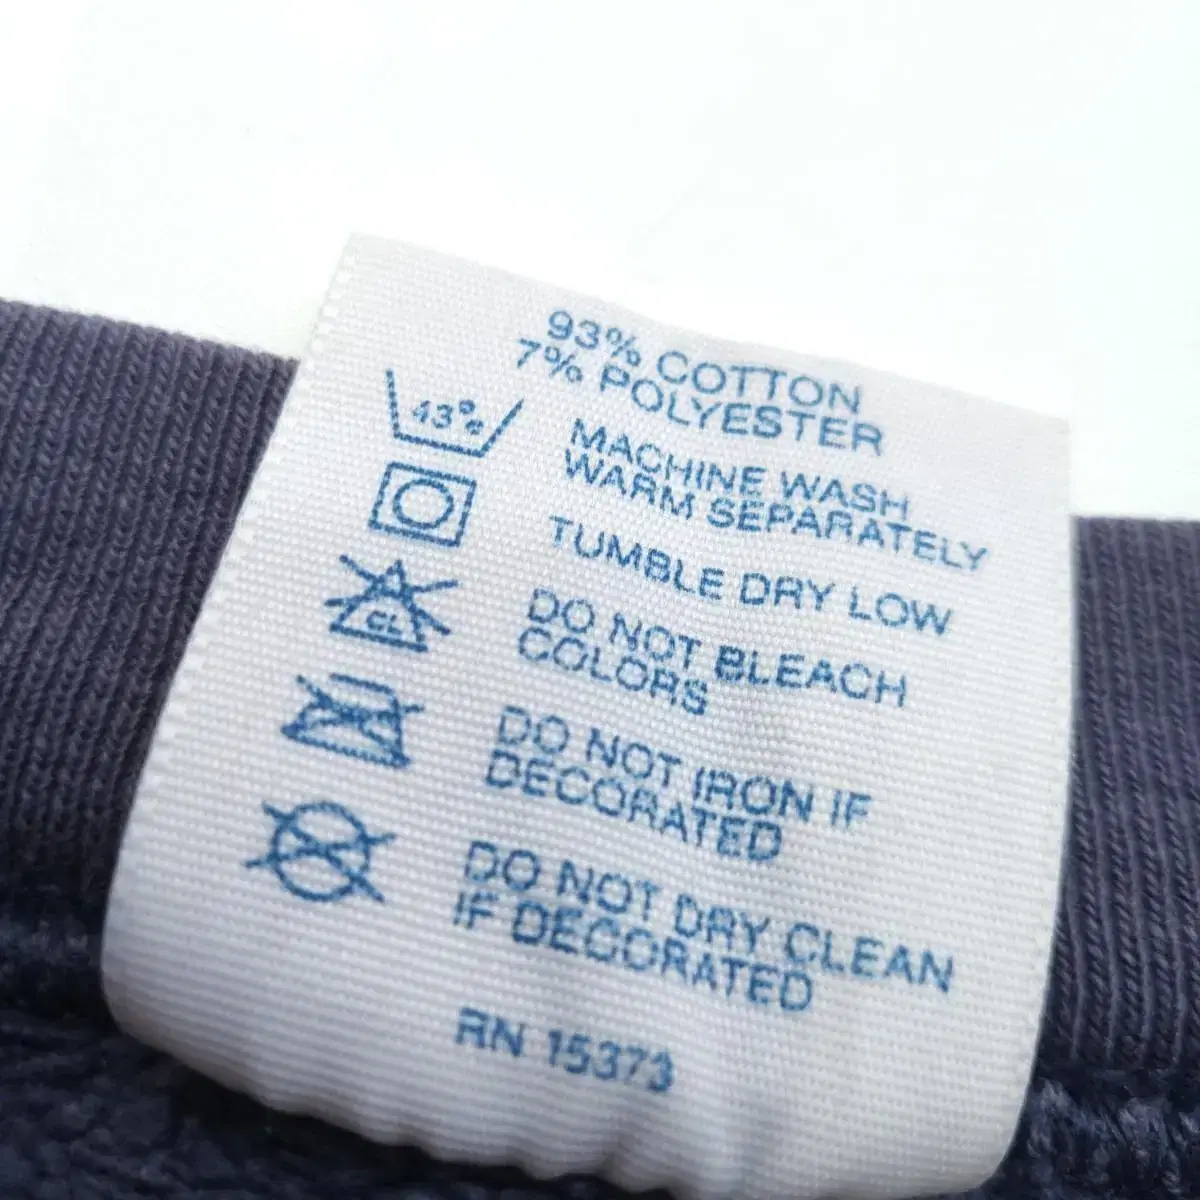 93% COTTON
7% POLYESTER
43°c
MACHINE WASH
WARM SEPARATELY
TUMBLE DRY LOW
CL
DO NOT BLEACH
COLORS
DO NOT IRON IF
DECORATED
DO NOT DRY CLEAN
IF DECORATED
RN 15373